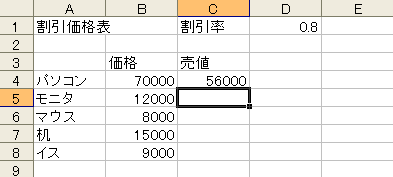 A B C D E
1 割引価格表 割引率 0.8
2
3 価格 売値
4 パソコン 70000 56000
5 モニタ 12000
6 マウス 8000
7 机 15000
8 イス 9000
9